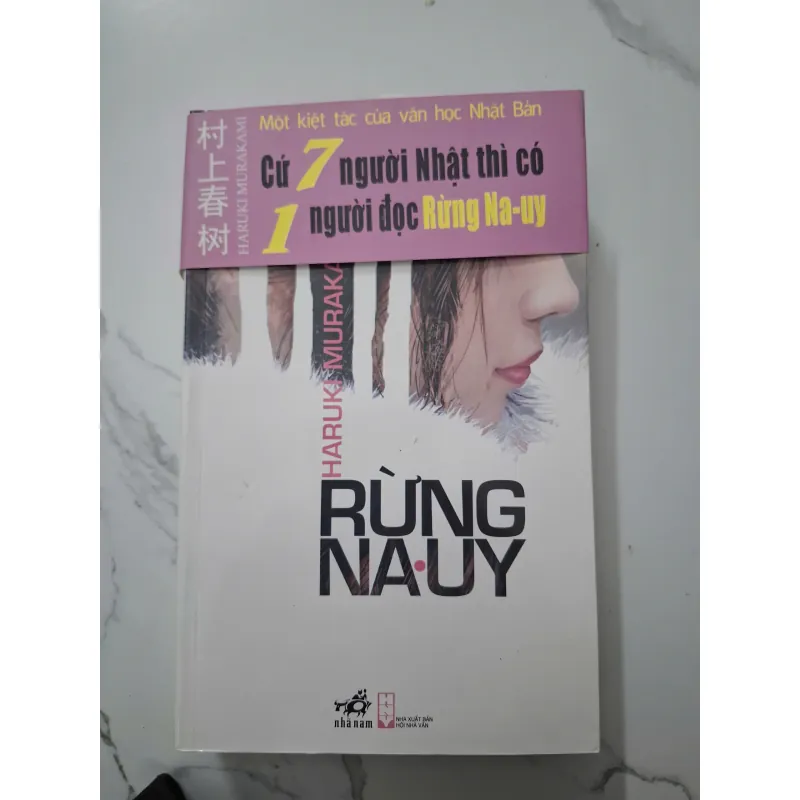 村上春树
HARUKI MURAKAMI
Một kiệt tác của văn học Nhật Bản
Cứ 7 người Nhật thì có
1 người đọc Rừng Na-uy
HARUKI MURAKA
RỪNG
NA•UY
nhã nam
NHÀ XUẤT BẢN
HỘI NHÀ VĂN